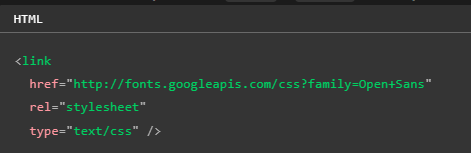 HTML
<link
href="http://fonts.googleapis.com/css?family=Open+Sans"
rel="stylesheet"
type="text/css" />